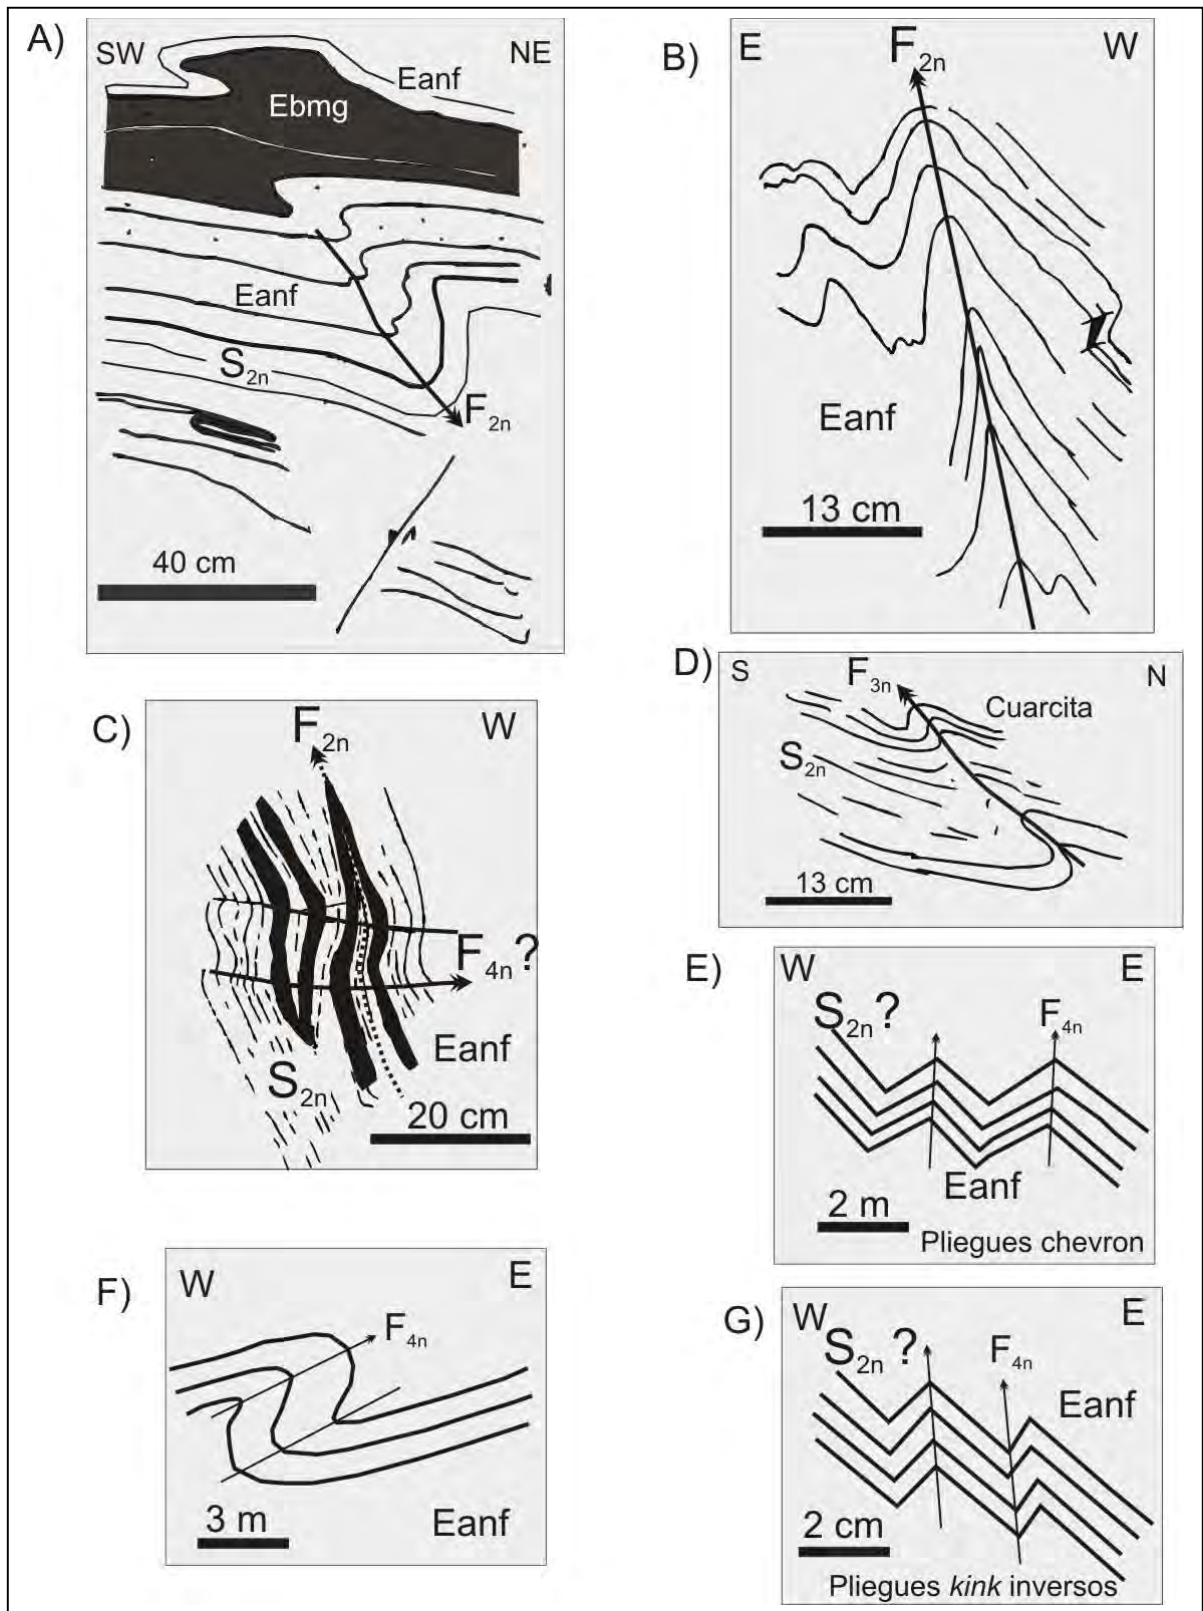 A)
SW NE
Eanf
Ebmg
Eanf
S2n
F2n
40 cm
B)
E W
F2n
Eanf
13 cm
C)
F2n W
F4n?
Eanf
S2n
20 cm
D)
S N
F3n
Cuarcita
S2n
13 cm
E)
W E
S2n?
F4n
Eanf
2 m
Pliegues chevron
F)
W E
F4n
3 m
Eanf
G)
W E
S2n ?
F4n
Eanf
2 cm
Pliegues kink inversos